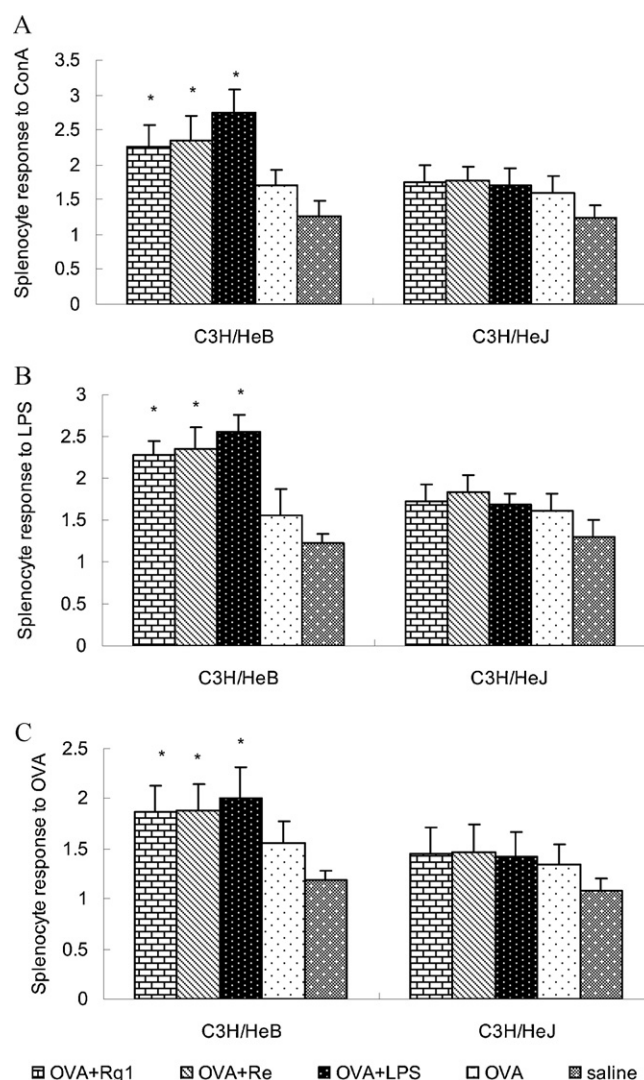 A
Splenocyte response to ConA
3.5
3
2.5
2
1.5
1
0.5
0
* * *
C3H/HeB C3H/HeJ
B
Splenocyte response to LPS
3
2.5
2
1.5
1
0.5
0
* * *
C3H/HeB C3H/HeJ
C
Splenocyte response to OVA
2.5
2
1.5
1
0.5
0
* * *
C3H/HeB C3H/HeJ
OVA+Rg1 OVA+Re OVA+LPS OVA saline